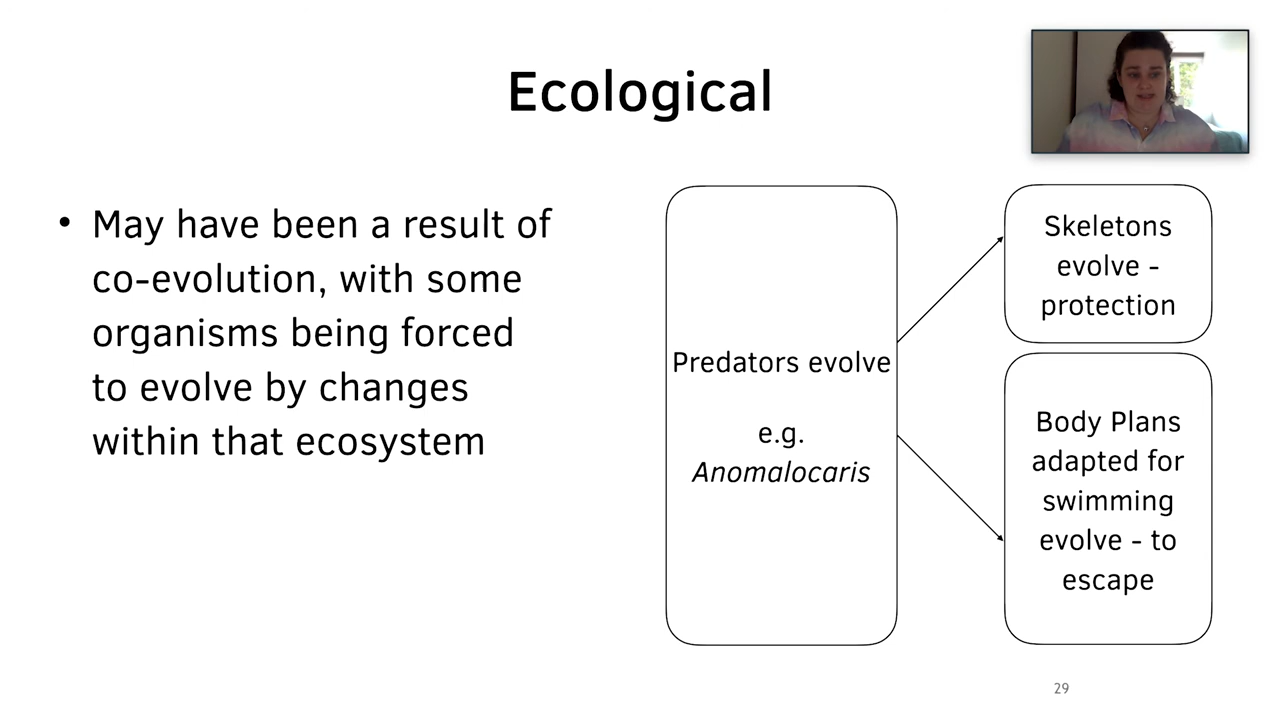 Ecological
• May have been a result of
co-evolution, with some
organisms being forced
to evolve by changes
within that ecosystem
Predators evolve
e.g.
Anomalocaris
Skeletons
evolve -
protection
Body Plans
adapted for
swimming
evolve - to
escape
29